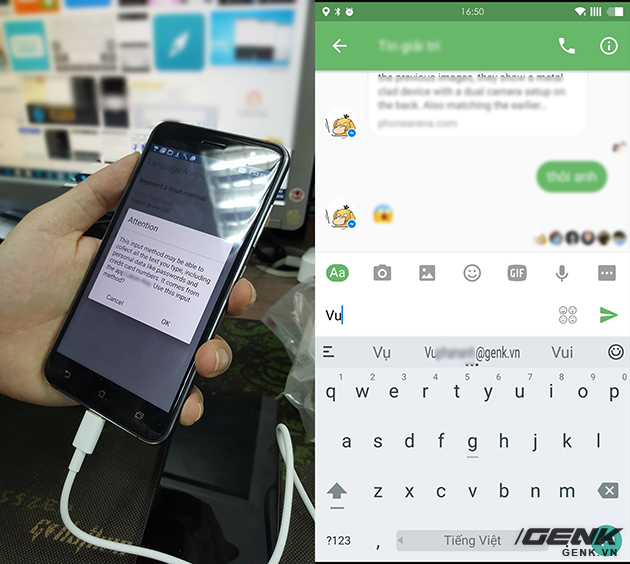 Keyboard & input methods
Attention
This input method may be able to
collect all the text you type, including
personal data like passwords and
credit card numbers. It comes from
the app. Use this input
method?
Cancel
OK
16:50
Tin giải trí
the previous images, they show a metal
clad device with a dual camera setup on
the back. Also matching the earlier...
phonearena.com
thôi anh
Aa
GIF
Vu
Vụ
Vu @genk.vn
Vui
1 2 3 4 5 6 7 8 9 0
q w e r t y u i o p
a s d f g h j k l
z x c v b n m
?123 , Tiếng Việt
GENK
GENK.VN